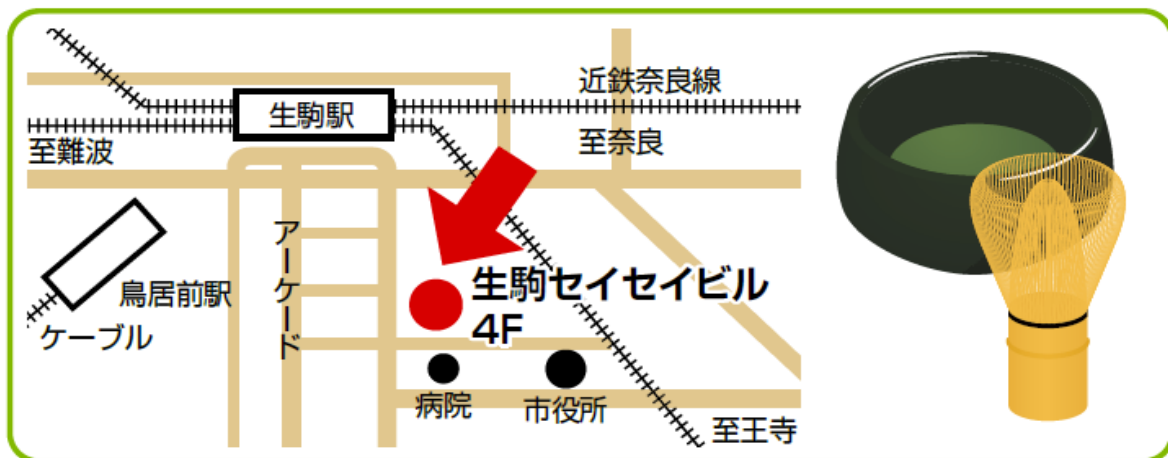 近鉄奈良線
生駒駅
至難波
至奈良
アーケード
鳥居前駅
ケーブル
生駒セイセイビル
4F
病院
市役所
至王寺